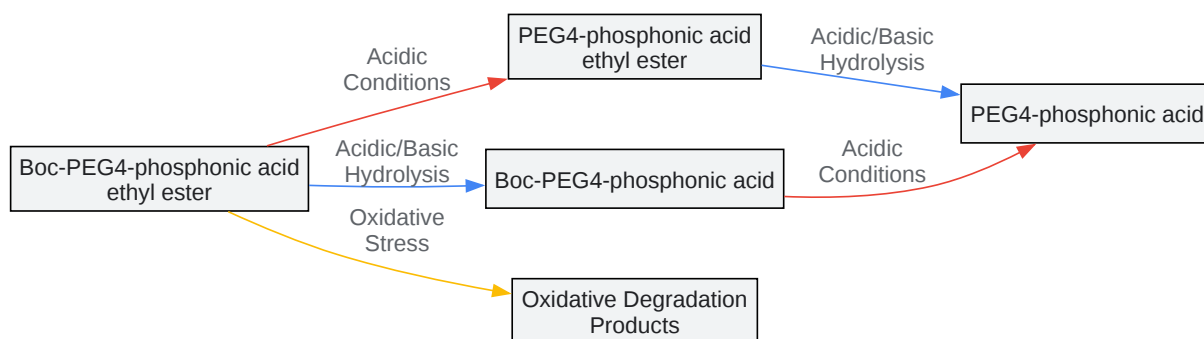 PEG4-phosphonic acid
ethyl ester
Acidic/Basic
Hydrolysis
Acidic
Conditions
PEG4-phosphonic acid
Boc-PEG4-phosphonic acid
ethyl ester
Acidic/Basic
Hydrolysis
Boc-PEG4-phosphonic acid
Acidic
Conditions
Oxidative
Stress
Oxidative Degradation
Products